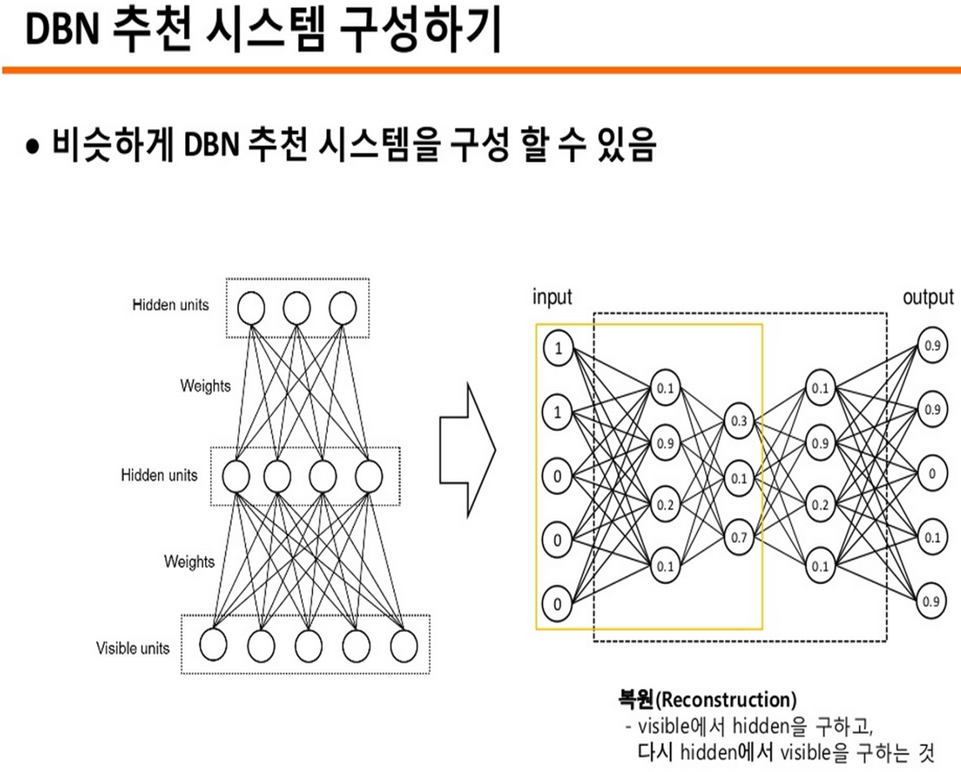 DBN 추천 시스템 구성하기
• 비슷하게 DBN 추천 시스템을 구성 할 수 있음
Hidden units
Weights
Hidden units
Weights
Visible units
input
output
1
1
0
0
0
0.1
0.9
0.2
0.1
0.3
0.1
0.7
0.1
0.9
0.2
0.1
0.9
0.9
0
0.1
0.9
복원(Reconstruction)
- visible에서 hidden을 구하고,
다시 hidden에서 visible을 구하는 것